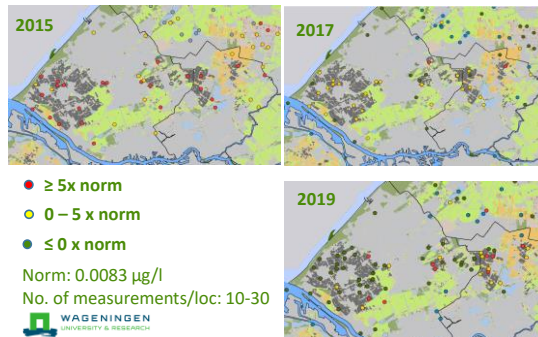 2015
2017
≥ 5x norm
0 – 5 x norm
≤ 0 x norm
2019
Norm: 0.0083 µg/l
No. of measurements/loc: 10-30
WAGENINGEN
UNIVERSITY & RESEARCH